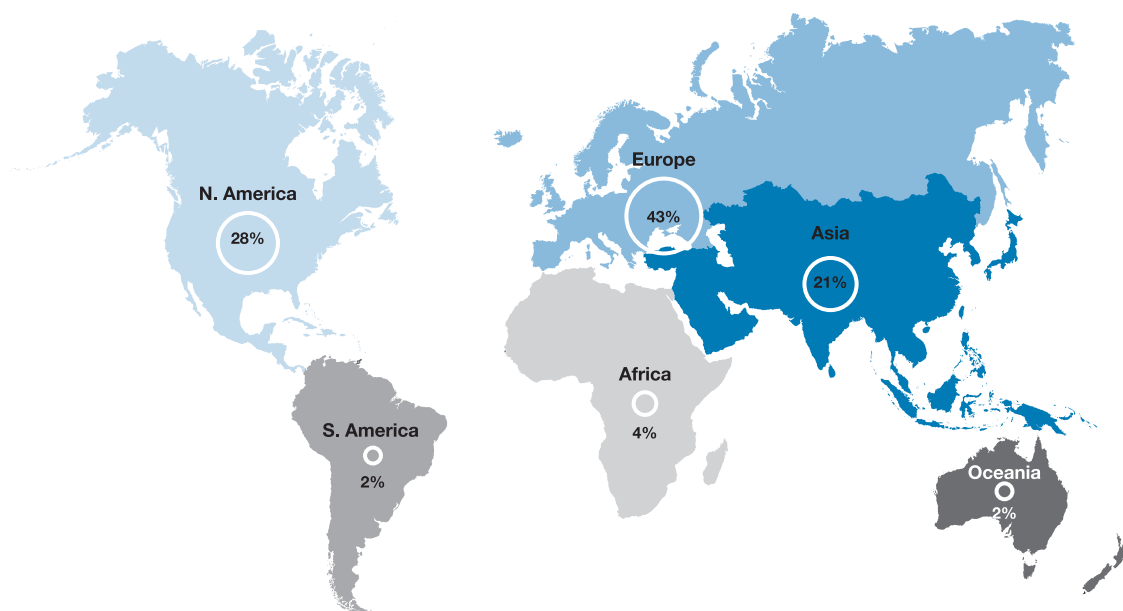 Europe
43%
N. America
28%
Asia
21%
Africa
4%
S. America
2%
Oceania
2%